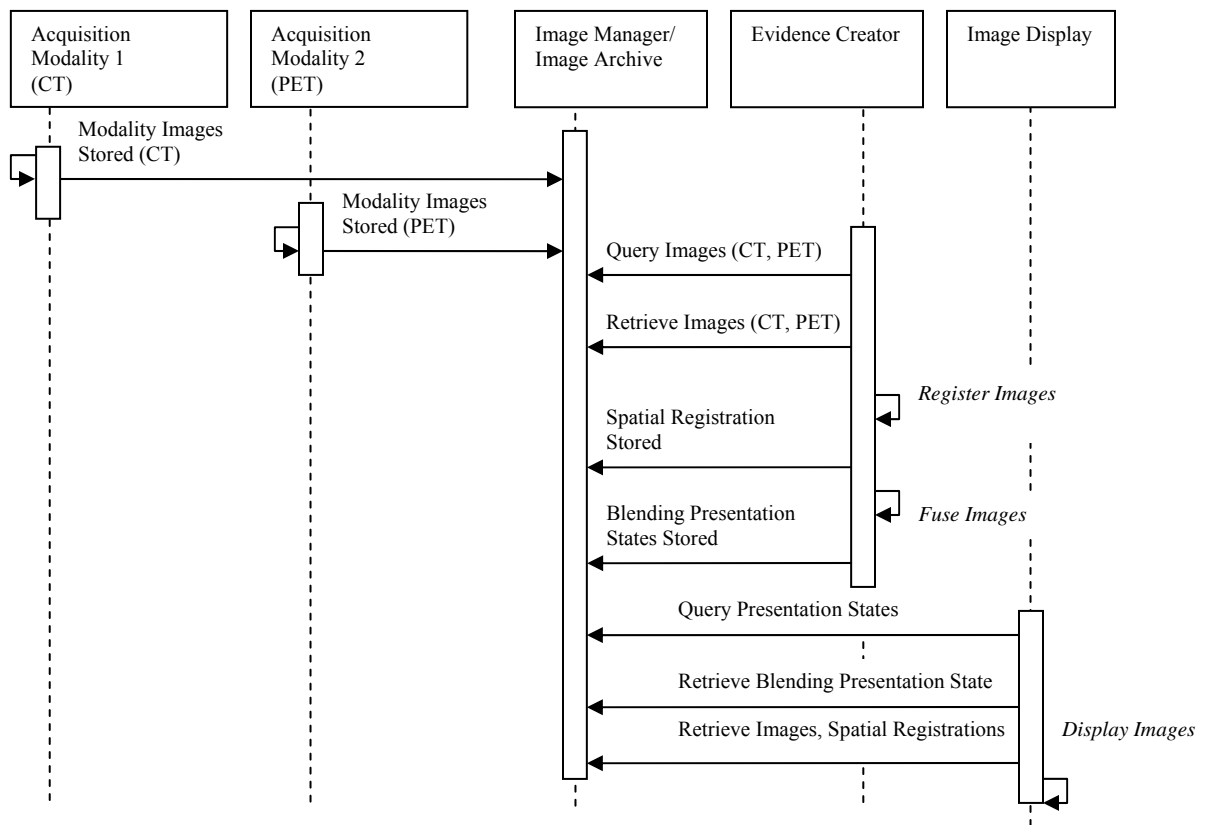 Acquisition
Modality 1
(CT)
Acquisition
Modality 2
(PET)
Image Manager/
Image Archive
Evidence Creator
Image Display
Modality Images
Stored (CT)
Modality Images
Stored (PET)
Query Images (CT, PET)
Retrieve Images (CT, PET)
Register Images
Spatial Registration
Stored
Fuse Images
Blending Presentation
States Stored
Query Presentation States
Retrieve Blending Presentation State
Retrieve Images, Spatial Registrations
Display Images